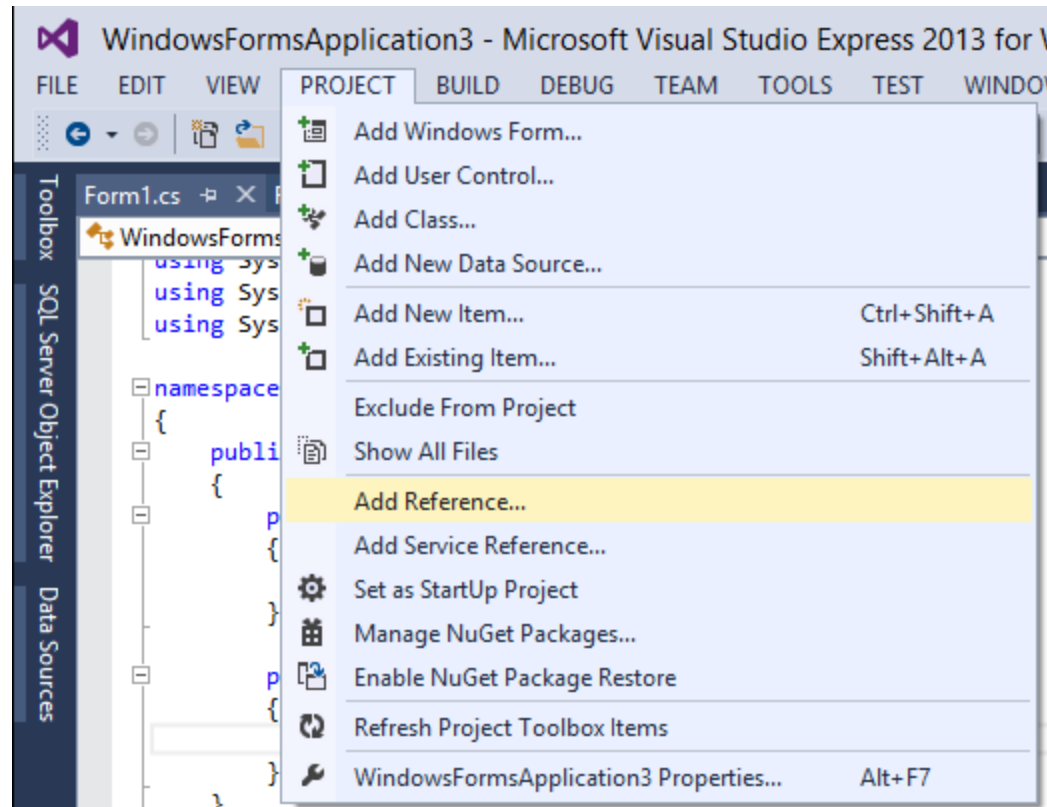 WindowsFormsApplication3 - Microsoft Visual Studio Express 2013 for
FILE EDIT VIEW PROJECT BUILD DEBUG TEAM TOOLS TEST WINDO
Add Windows Form...
Add User Control...
Add Class...
Add New Data Source...
Add New Item... Ctrl+Shift+A
Add Existing Item... Shift+Alt+A
Exclude From Project
Show All Files
Add Reference...
Add Service Reference...
Set as StartUp Project
Manage NuGet Packages...
Enable NuGet Package Restore
Refresh Project Toolbox Items
WindowsFormsApplication3 Properties... Alt+F7
Toolbox
SQL Server Object Explorer
Data Sources
Form1.cs
WindowsForms
using Sys
using Sys
using Sys
namespace
{
publi
{
p
{
}
p
{
}
}